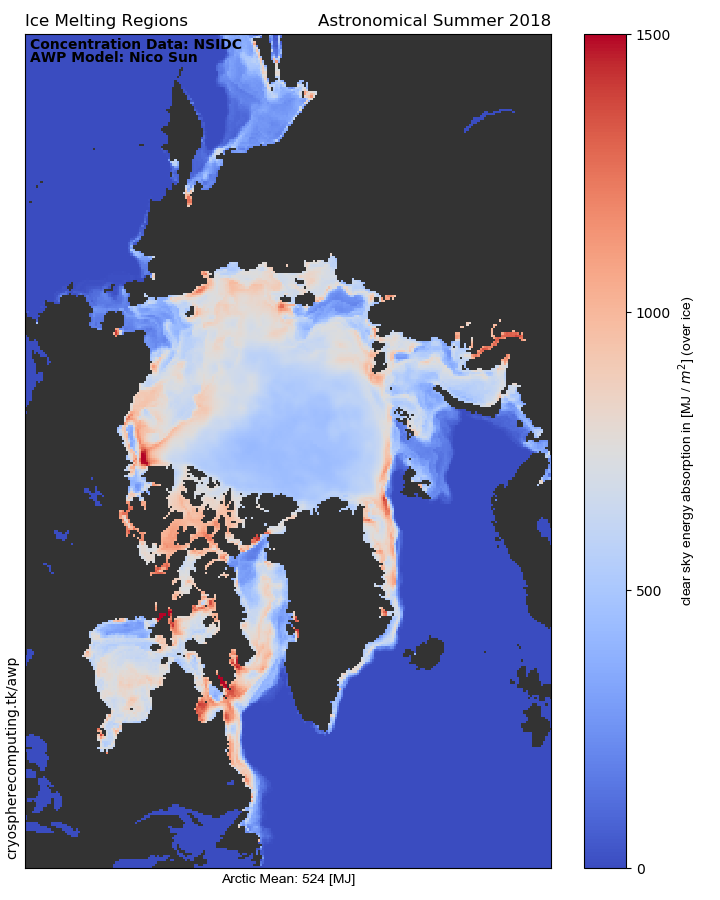 Ice Melting Regions
Astronomical Summer 2018
Concentration Data: NSIDC
AWP Model: Nico Sun
1500
1000
500
0
clear sky energy absorption in [MJ / m²] (over ice)
cryospherecomputing.tk/awp
Arctic Mean: 524 [MJ]